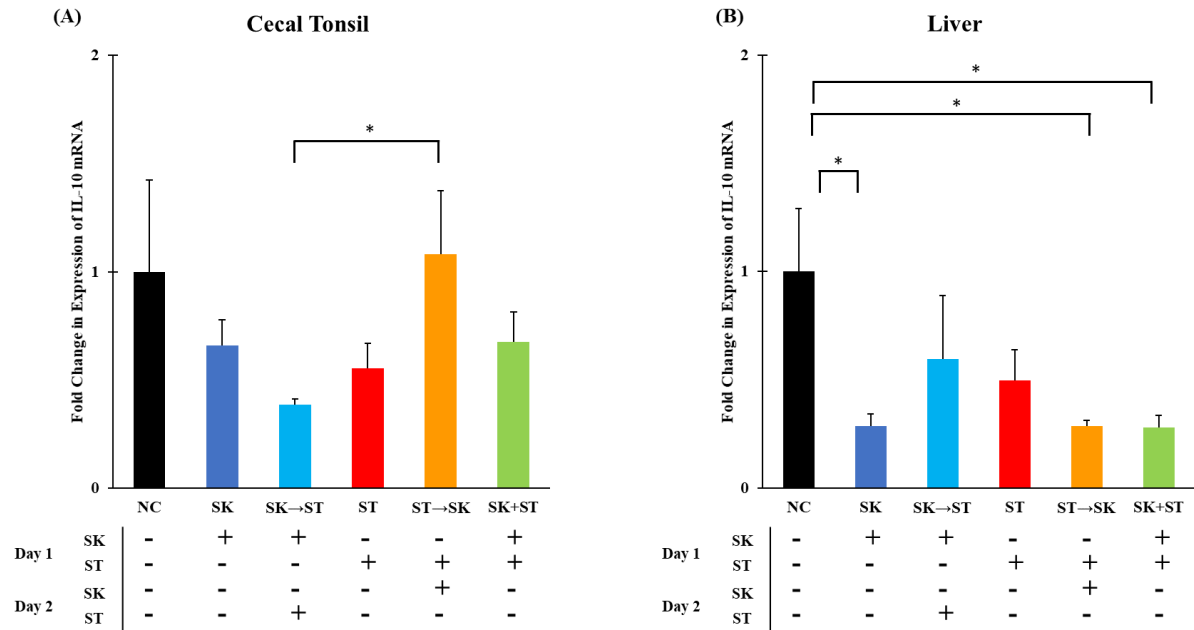 (A)
Cecal Tonsil
Fold Change in Expression of IL-10 mRNA
2
1
0
*
NC SK SK→ST ST ST→SK SK+ST
Day 1
SK - + + - - +
ST - - - + + +
Day 2
SK - - - - + -
ST - - + - - -
(B)
Liver
Fold Change in Expression of IL-10 mRNA
2
1
0
*
*
*
NC SK SK→ST ST ST→SK SK+ST
Day 1
SK - + + - - +
ST - - - + + +
Day 2
SK - - - - + -
ST - - + - - -